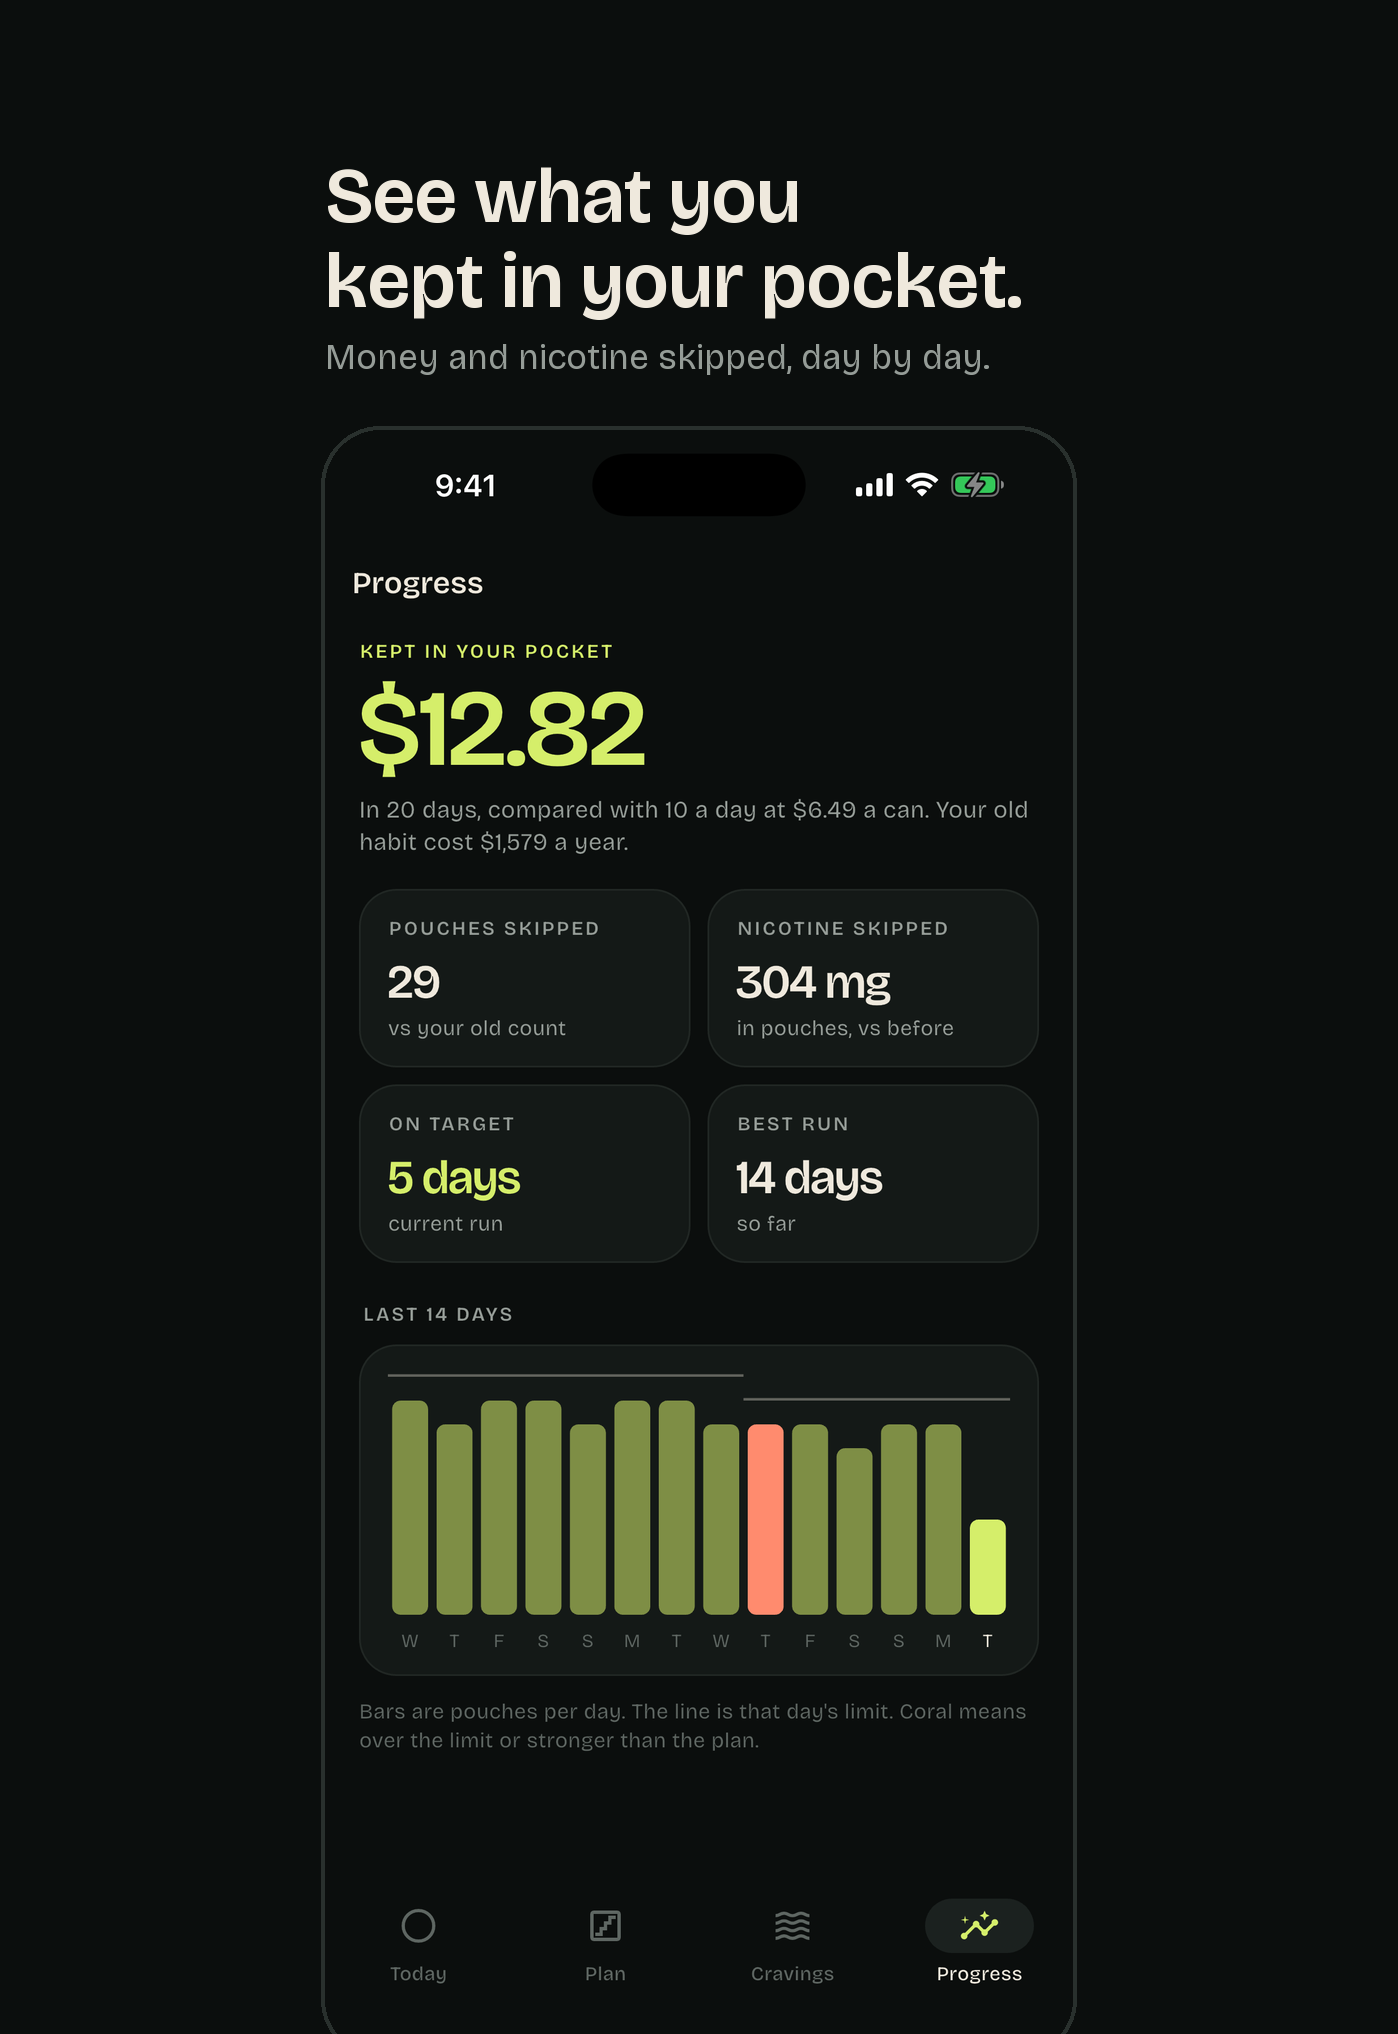 See what you
kept in your pocket.
Money and nicotine skipped, day by day.
9:41
Progress
KEPT IN YOUR POCKET
$12.82
In 20 days, compared with 10 a day at $6.49 a can. Your old
habit cost $1,579 a year.
POUCHES SKIPPED
29
vs your old count
NICOTINE SKIPPED
304 mg
in pouches, vs before
ON TARGET
5 days
current run
BEST RUN
14 days
so far
LAST 14 DAYS
W T F S S M T W T F S S M T
Bars are pouches per day. The line is that day's limit. Coral means
over the limit or stronger than the plan.
Today Plan Cravings Progress